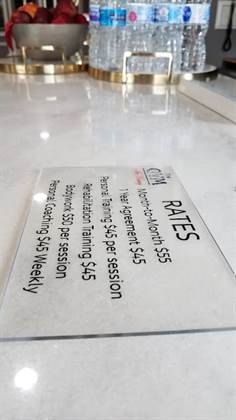 RATES
Month-to-Month $55
1 Year Agreement $45
Personal Training $45 per session
Rehabilitation Training $45
Bodywork $50 per session
Personal Coaching $45 Weekly